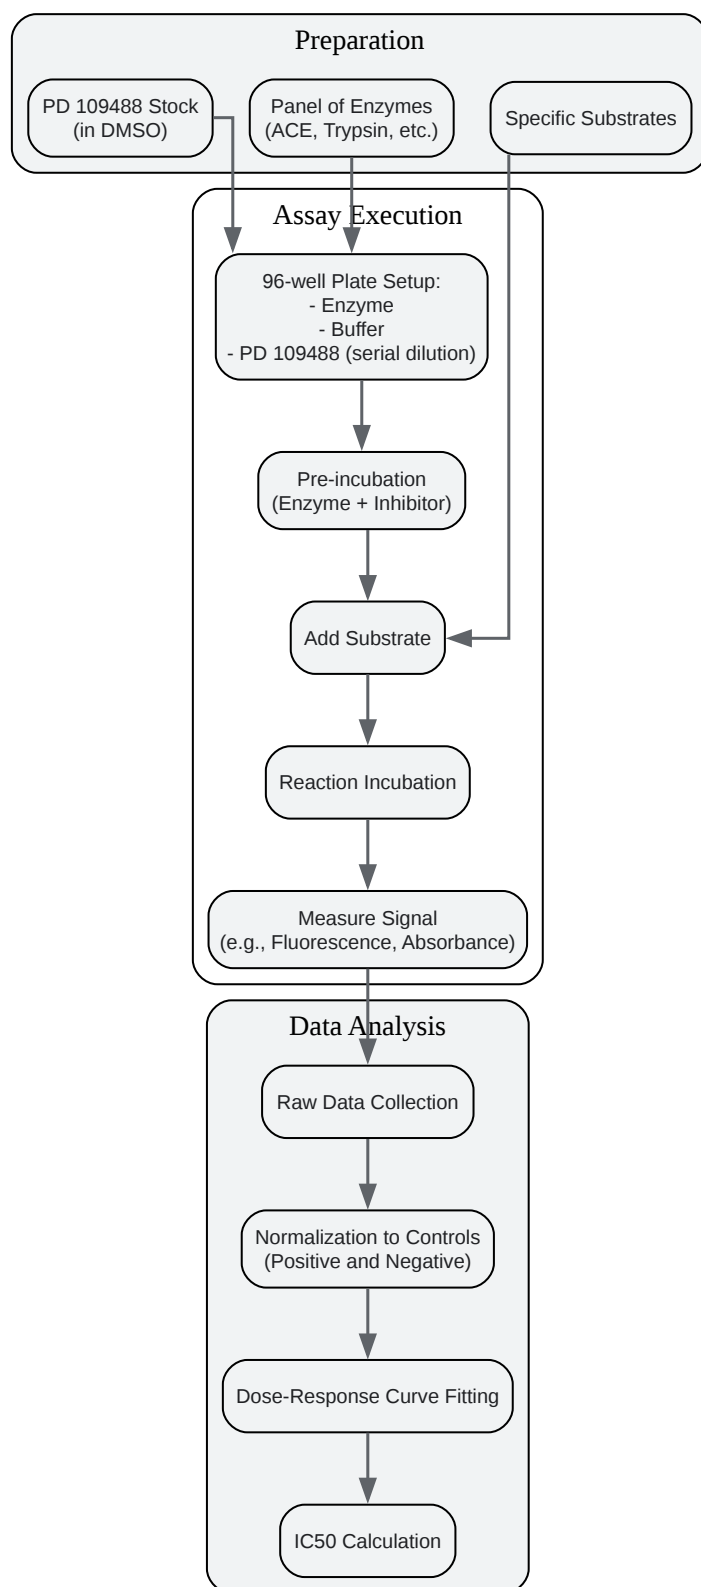 Preparation
PD 109488 Stock
(in DMSO)
Panel of Enzymes
(ACE, Trypsin, etc.)
Specific Substrates
Assay Execution
96-well Plate Setup:
- Enzyme
- Buffer
- PD 109488 (serial dilution)
Pre-incubation
(Enzyme + Inhibitor)
Add Substrate
Reaction Incubation
Measure Signal
(e.g., Fluorescence, Absorbance)
Data Analysis
Raw Data Collection
Normalization to Controls
(Positive and Negative)
Dose-Response Curve Fitting
IC50 Calculation